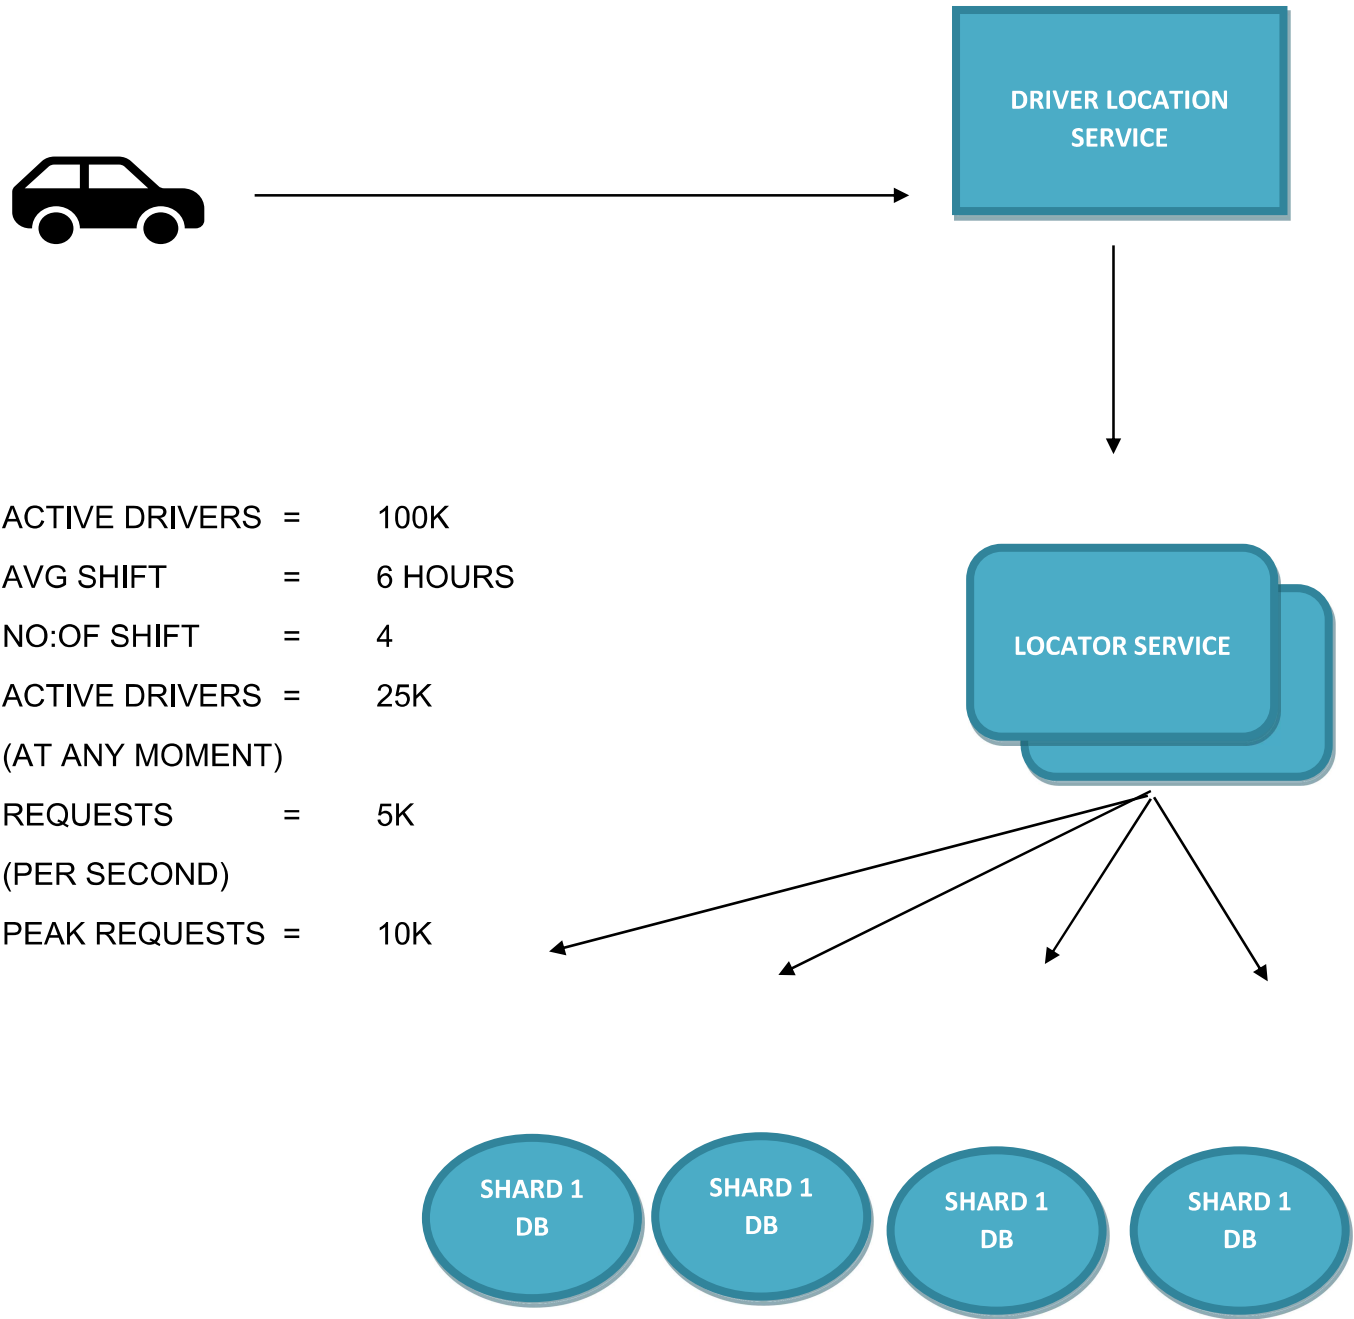 DRIVER LOCATION
SERVICE
ACTIVE DRIVERS = 100K
AVG SHIFT = 6 HOURS
NO:OF SHIFT = 4
ACTIVE DRIVERS = 25K
(AT ANY MOMENT)
REQUESTS = 5K
(PER SECOND)
PEAK REQUESTS = 10K
LOCATOR SERVICE
SHARD 1
DB
SHARD 1
DB
SHARD 1
DB
SHARD 1
DB